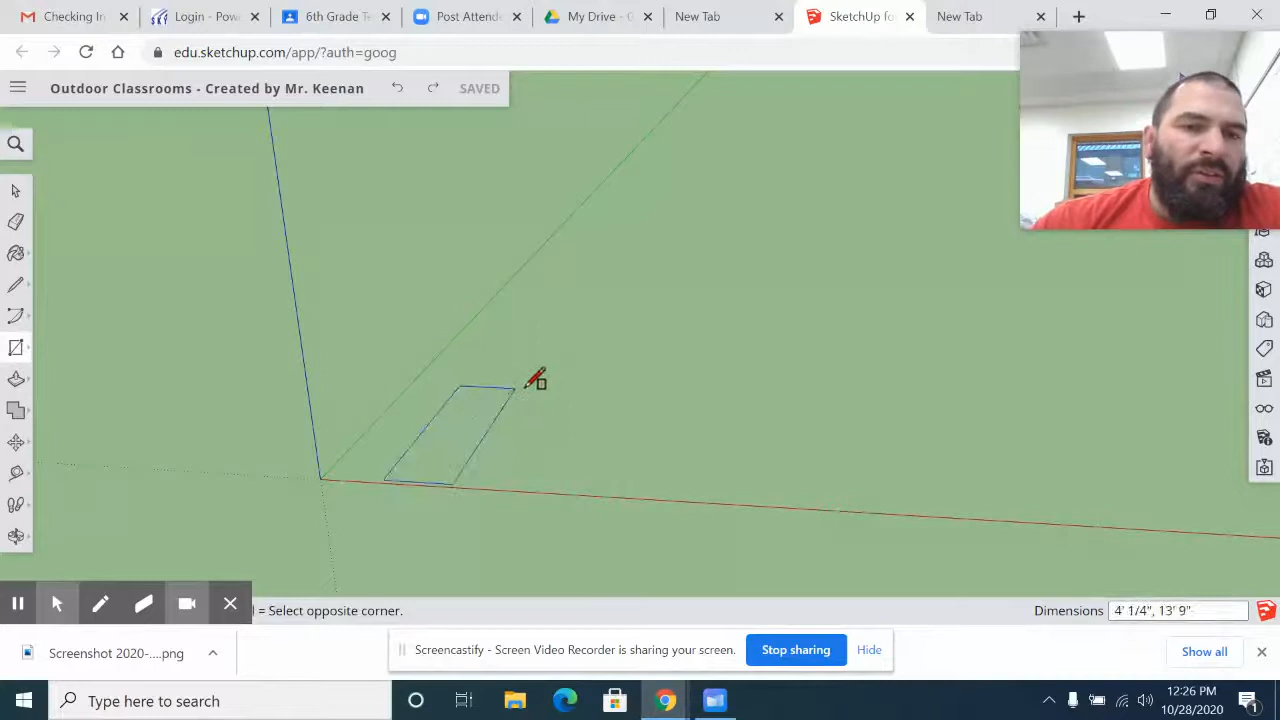 Checking I
Login - Pow
6th Grade T
Post Attend
My Drive - G
New Tab
SketchUp fo
New Tab
edu.sketchup.com/app/?auth=goog
Outdoor Classrooms - Created by Mr. Keenan
SAVED
= Select opposite corner.
Dimensions
4' 1/4", 13' 9"
Screenshot 2020-....png
Screencastify - Screen Video Recorder is sharing your screen.
Stop sharing
Hide
Show all
Type here to search
12:26 PM
10/28/2020
1